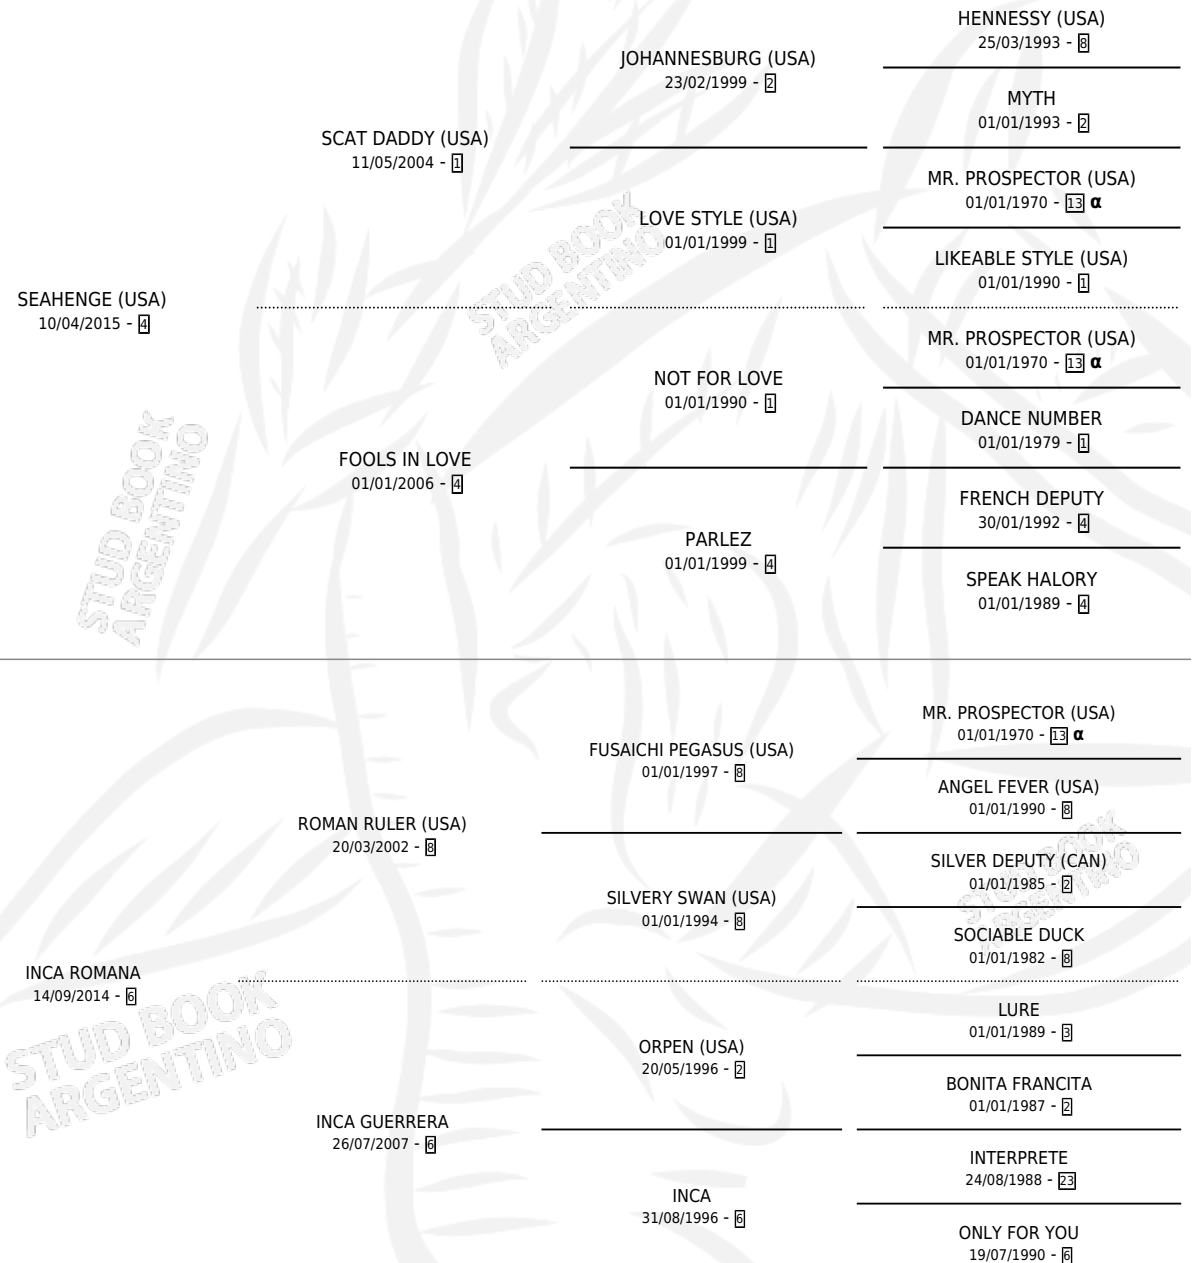 HENNESSY (USA)
25/03/1993 - 8
JOHANNESBURG (USA)
23/02/1999 - 2
MYTH
01/01/1993 - 2
SCAT DADDY (USA)
11/05/2004 - 1
MR. PROSPECTOR (USA)
01/01/1970 - 13 α
LOVE STYLE (USA)
01/01/1999 - 1
LIKEABLE STYLE (USA)
01/01/1990 - 1
SEAHENGE (USA)
10/04/2015 - 4
MR. PROSPECTOR (USA)
01/01/1970 - 13 α
NOT FOR LOVE
01/01/1990 - 1
DANCE NUMBER
01/01/1979 - 1
FOOLS IN LOVE
01/01/2006 - 4
FRENCH DEPUTY
30/01/1992 - 4
PARLEZ
01/01/1999 - 4
SPEAK HALORY
01/01/1989 - 4
STUD BOOK
ARGENTINO
STUD BOOK
ARGENTINO
MR. PROSPECTOR (USA)
01/01/1970 - 13 α
FUSAICHI PEGASUS (USA)
01/01/1997 - 8
ANGEL FEVER (USA)
01/01/1990 - 8
ROMAN RULER (USA)
20/03/2002 - 8
SILVER DEPUTY (CAN)
01/01/1985 - 2
SILVERY SWAN (USA)
01/01/1994 - 8
SOCIABLE DUCK
01/01/1982 - 8
INCA ROMANA
14/09/2014 - 6
LURE
01/01/1989 - 3
ORPEN (USA)
20/05/1996 - 2
BONITA FRANCITA
01/01/1987 - 2
INCA GUERRERA
26/07/2007 - 6
INTERPRETE
24/08/1988 - 23
INCA
31/08/1996 - 6
ONLY FOR YOU
19/07/1990 - 6
STUD BOOK
ARGENTINO
STUD BOOK
ARGENTINO